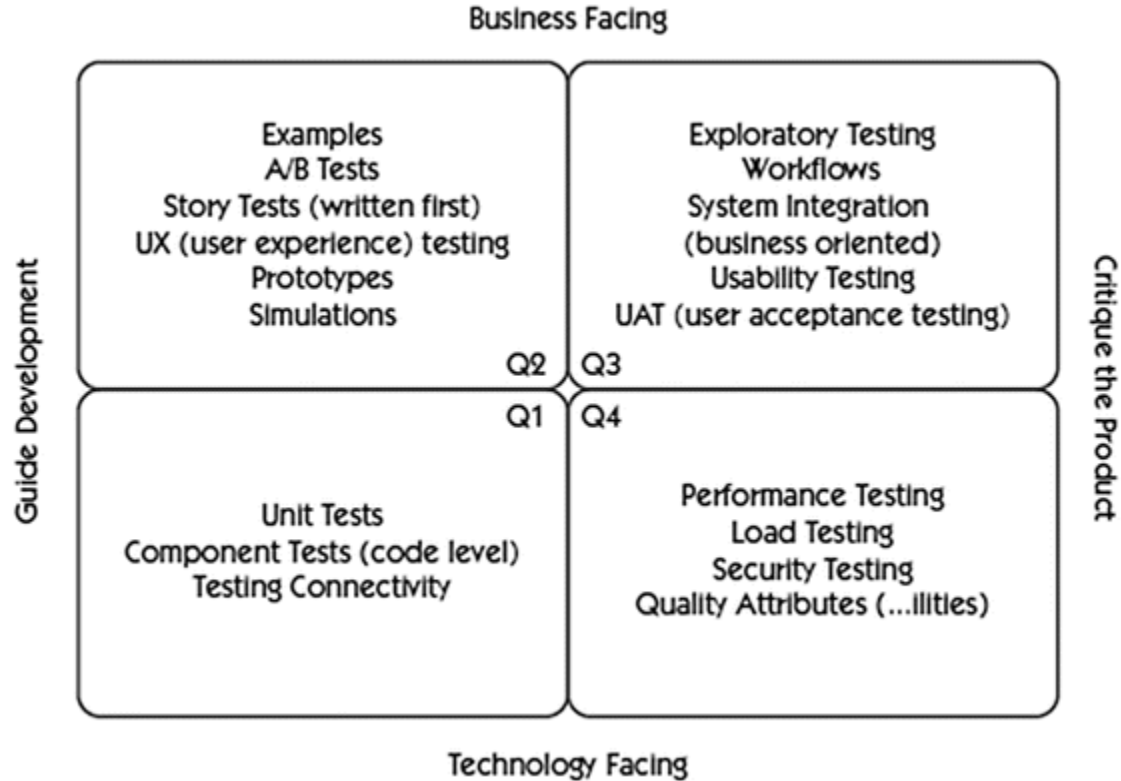 Business Facing
Examples
A/B Tests
Story Tests (written first)
UX (user experience) testing
Prototypes
Simulations
Q2
Exploratory Testing
Workflows
System Integration
(business oriented)
Usability Testing
UAT (user acceptance testing)
Q3
Guide Development
Critique the Product
Q1
Unit Tests
Component Tests (code level)
Testing Connectivity
Q4
Performance Testing
Load Testing
Security Testing
Quality Attributes (...ilities)
Technology Facing